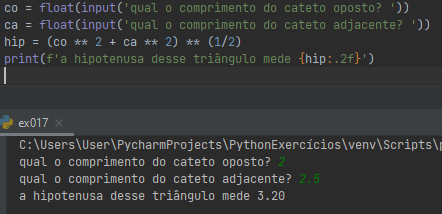 co = float(input('qual o comprimento do cateto oposto? '))
ca = float(input('qual o comprimento do cateto adjacente? '))
hip = (co ** 2 + ca ** 2) ** (1/2)
print(f'a hipotenusa desse triângulo mede {hip:.2f}')
ex017 ×
C:\Users\User\PycharmProjects\PythonExercícios\venv\Scripts\p
qual o comprimento do cateto oposto? 2
qual o comprimento do cateto adjacente? 2.5
a hipotenusa desse triângulo mede 3.20